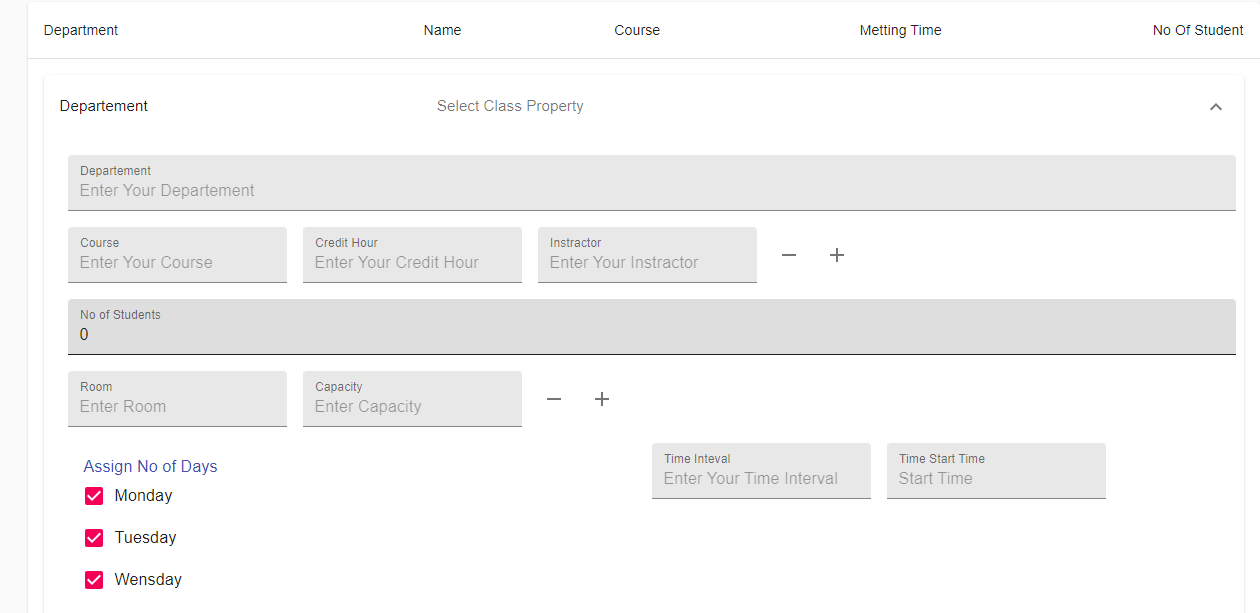 Department Name Course Metting Time No Of Student
Departement Select Class Property
Departement
Enter Your Departement
Course Credit Hour Instractor
Enter Your Course Enter Your Credit Hour Enter Your Instractor
No of Students
0
Room Capacity
Enter Room Enter Capacity
Time Inteval Time Start Time
Assign No of Days Enter Your Time Interval Start Time
Monday
Tuesday
Wensday